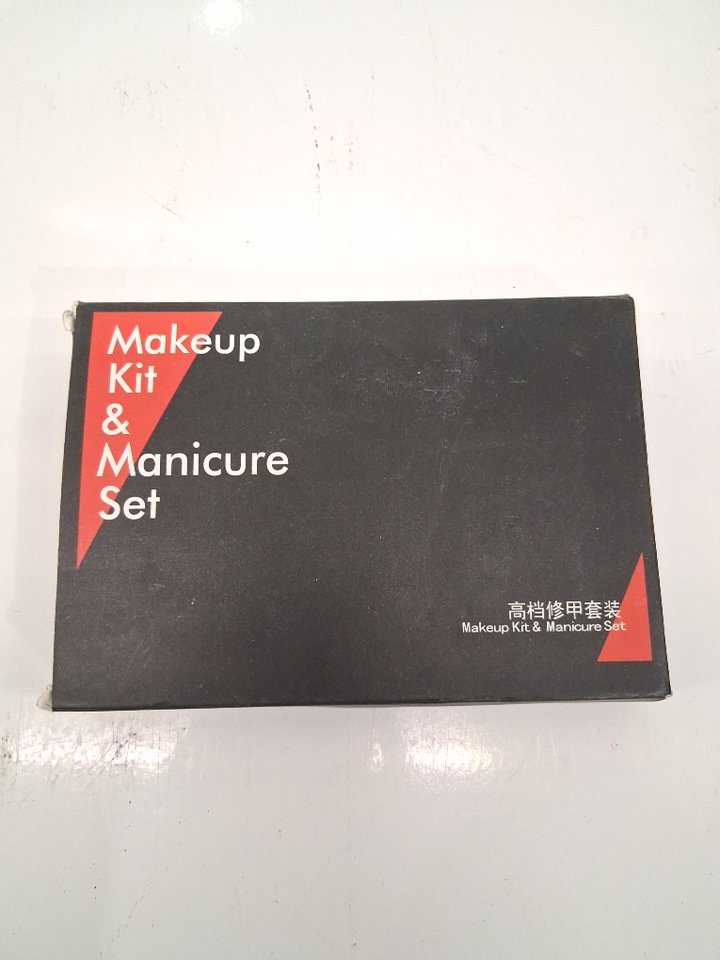 Makeup
Kit
&
Manicure
Set
高档修甲套装
Makeup Kit & Manicure Set